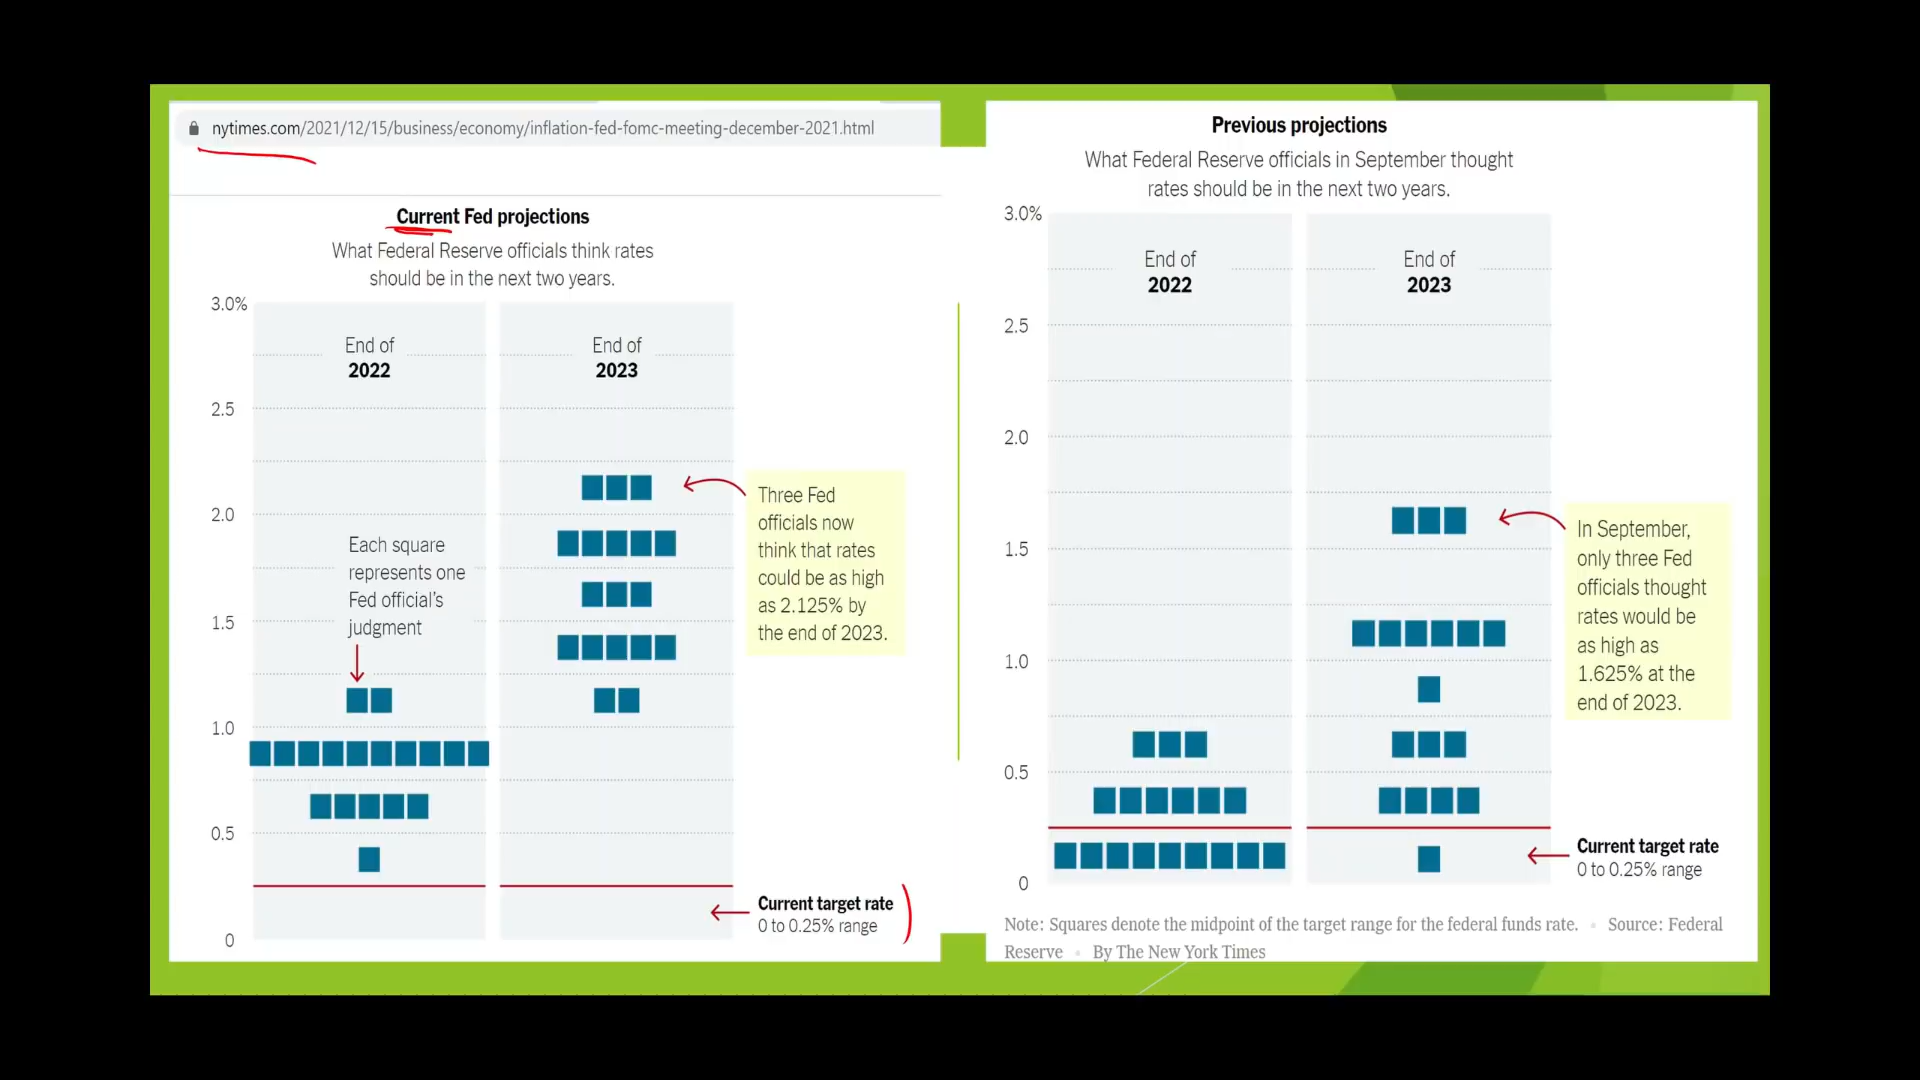 nytimes.com/2021/12/15/business/economy/inflation-fed-fomc-meeting-december-2021.html
Current Fed projections
What Federal Reserve officials think rates
should be in the next two years.
3.0%
End of
2022
End of
2023
2.5
2.0
1.5
1.0
0.5
0
Each square
represents one
Fed official's
judgment
Three Fed
officials now
think that rates
could be as high
as 2.125% by
the end of 2023.
Current target rate
0 to 0.25% range
Previous projections
What Federal Reserve officials in September thought
rates should be in the next two years.
3.0%
End of
2022
End of
2023
2.5
2.0
1.5
1.0
0.5
0
In September,
only three Fed
officials thought
rates would be
as high as
1.625% at the
end of 2023.
Current target rate
0 to 0.25% range
Note: Squares denote the midpoint of the target range for the federal funds rate. • Source: Federal
Reserve • By The New York Times